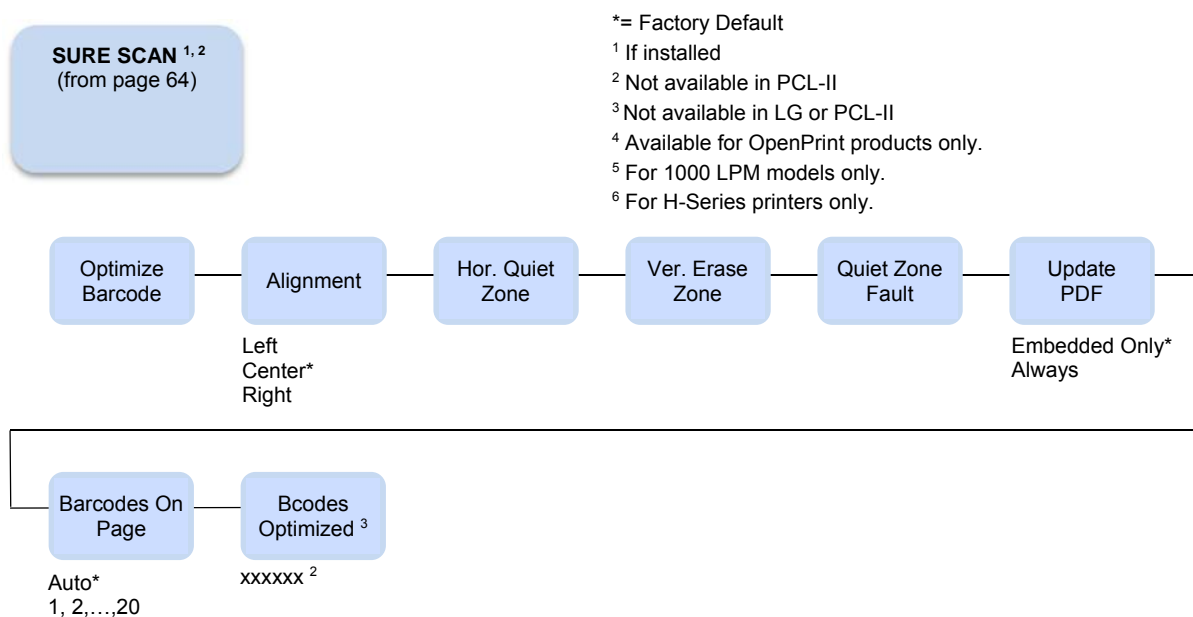 SURE SCAN 1, 2
(from page 64)
*= Factory Default
1 If installed
2 Not available in PCL-II
3 Not available in LG or PCL-II
4 Available for OpenPrint products only.
5 For 1000 LPM models only.
6 For H-Series printers only.
Optimize
Barcode
Alignment
Hor. Quiet
Zone
Ver. Erase
Zone
Quiet Zone
Fault
Update
PDF
Left
Center*
Right
Embedded Only*
Always
Barcodes On
Page
Bcodes
Optimized 3
Auto*
1, 2,…,20
xxxxxx 2